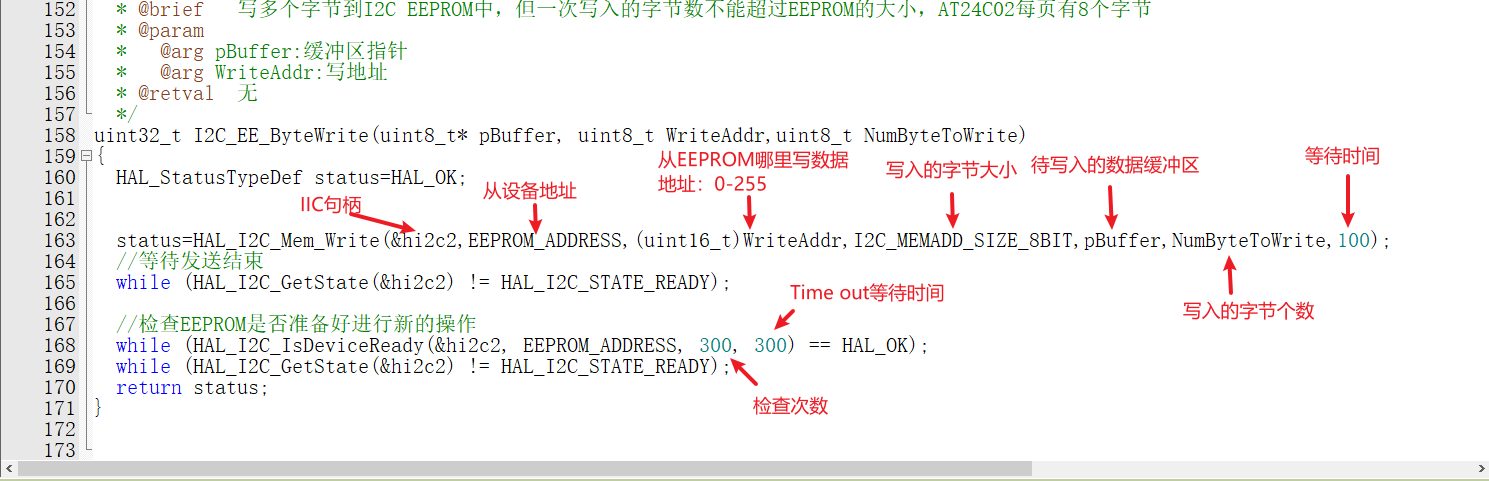 152 * @brief 写多个字节到I2C EEPROM中，但一次写入的字节数不能超过EEPROM的大小，AT24C02每页有8个字节
153 * @param
154 * @arg pBuffer:缓冲区指针
155 * @arg WriteAddr:写地址
156 * @retval 无
157 */
158 uint32_t I2C_EE_ByteWrite(uint8_t* pBuffer, uint8_t WriteAddr,uint8_t NumByteToWrite)
159 {
从EEPROM哪里写数据
地址：0-255
写入的字节大小
待写入的数据缓冲区
等待时间
160 HAL_StatusTypeDef status=HAL_OK;
从设备地址
161
IIC句柄
162
163 status=HAL_I2C_Mem_Write(&hi2c2,EEPROM_ADDRESS,(uint16_t)WriteAddr,I2C_MEMADD_SIZE_8BIT,pBuffer,NumByteToWrite,100);
164 //等待发送结束
165 while (HAL_I2C_GetState(&hi2c2) != HAL_I2C_STATE_READY);
Time out等待时间
写入的字节个数
166
167 //检查EEPROM是否准备好进行新的操作
168 while (HAL_I2C_IsDeviceReady(&hi2c2, EEPROM_ADDRESS, 300, 300) == HAL_OK);
169 while (HAL_I2C_GetState(&hi2c2) != HAL_I2C_STATE_READY);
170 return status;
检查次数
171 }
172
173